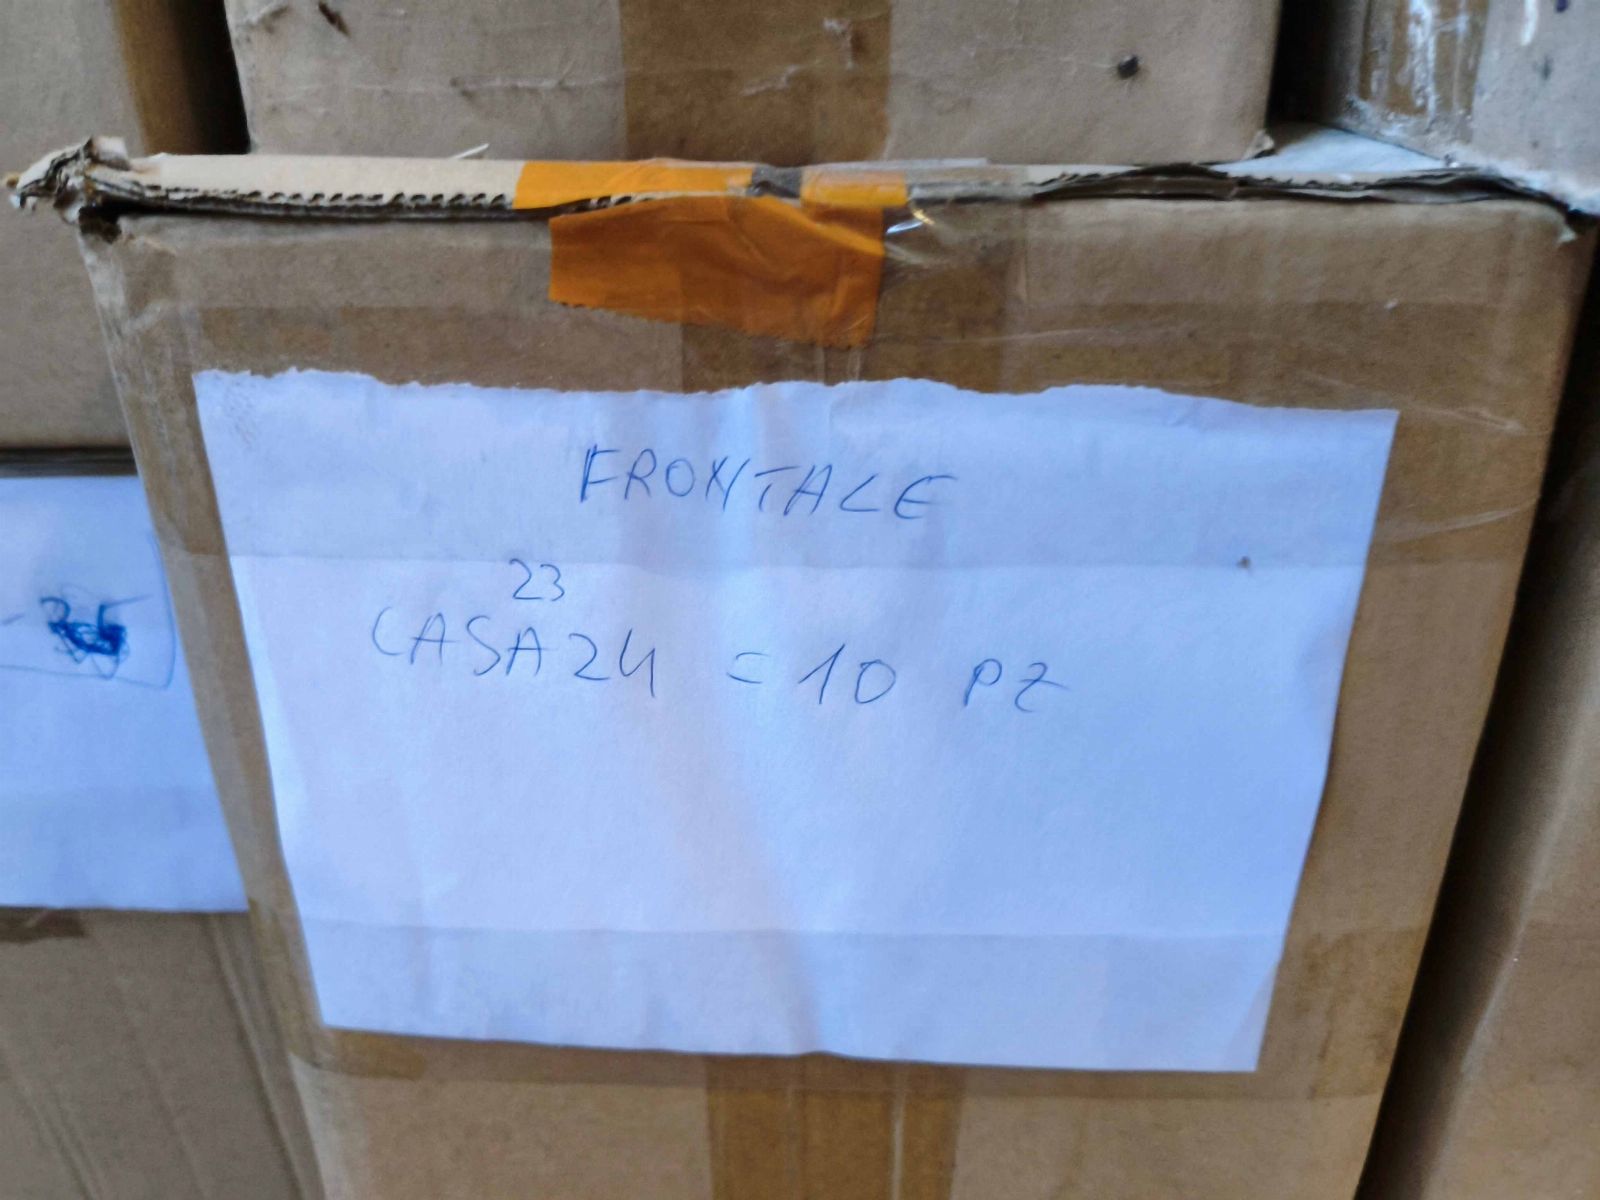 FRONTALE
23
CASA24 = 10 PZ